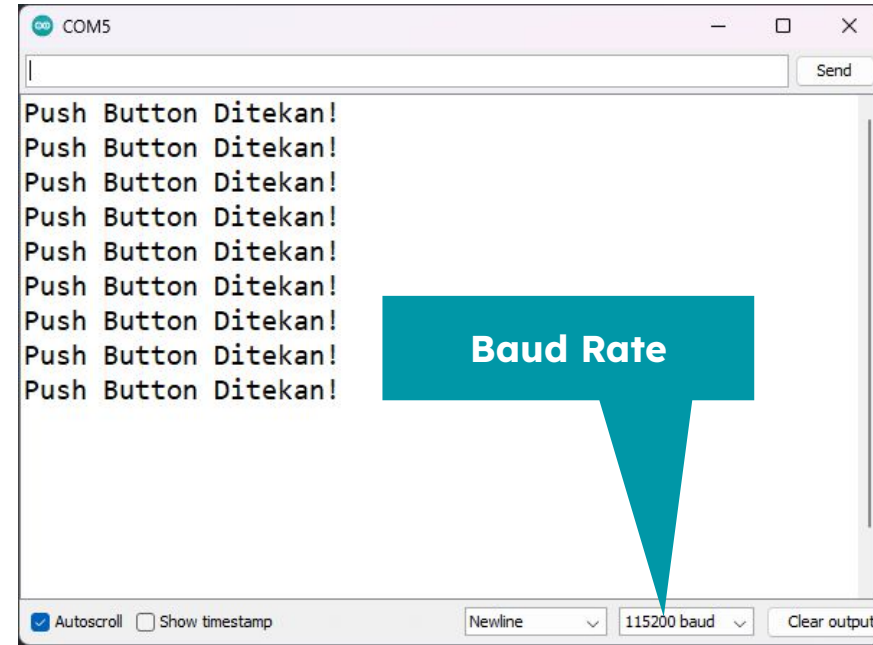 COM5
Send
Push Button Ditekan!
Push Button Ditekan!
Push Button Ditekan!
Push Button Ditekan!
Push Button Ditekan!
Push Button Ditekan!
Push Button Ditekan!
Push Button Ditekan!
Push Button Ditekan!
Baud Rate
Autoscroll Show timestamp Newline 115200 baud Clear output